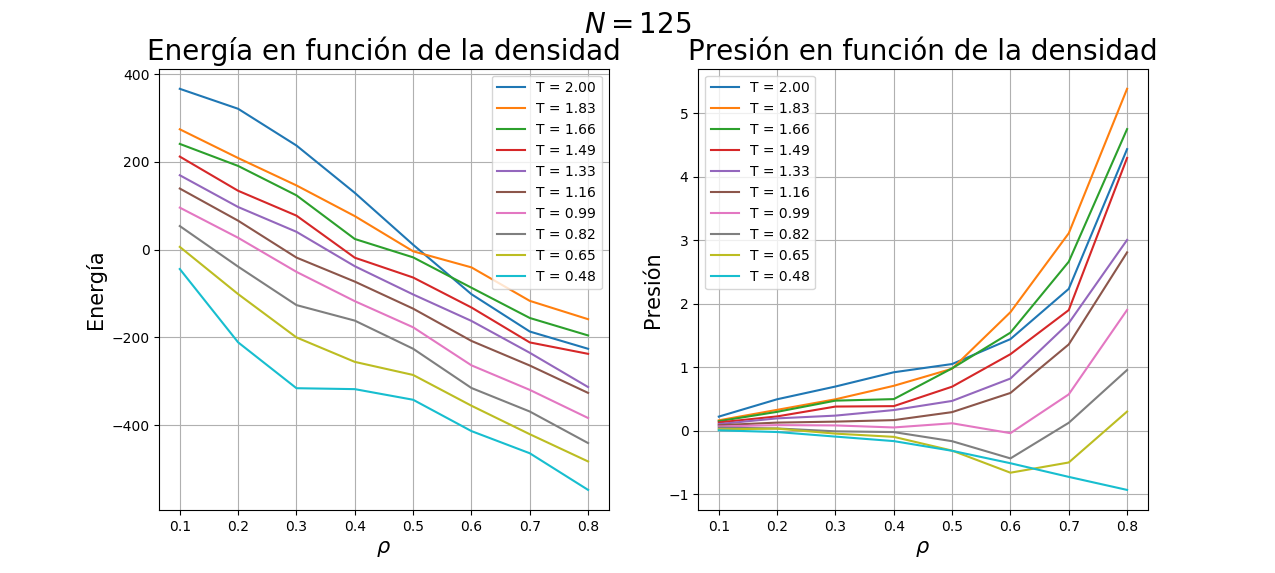 N = 125
Energía en función de la densidad
400
200
0
−200
−400
Energía
0.1 0.2 0.3 0.4 0.5 0.6 0.7 0.8
ρ
T = 2.00
T = 1.83
T = 1.66
T = 1.49
T = 1.33
T = 1.16
T = 0.99
T = 0.82
T = 0.65
T = 0.48
Presión en función de la densidad
5
4
3
2
1
0
−1
Presión
0.1 0.2 0.3 0.4 0.5 0.6 0.7 0.8
ρ
T = 2.00
T = 1.83
T = 1.66
T = 1.49
T = 1.33
T = 1.16
T = 0.99
T = 0.82
T = 0.65
T = 0.48